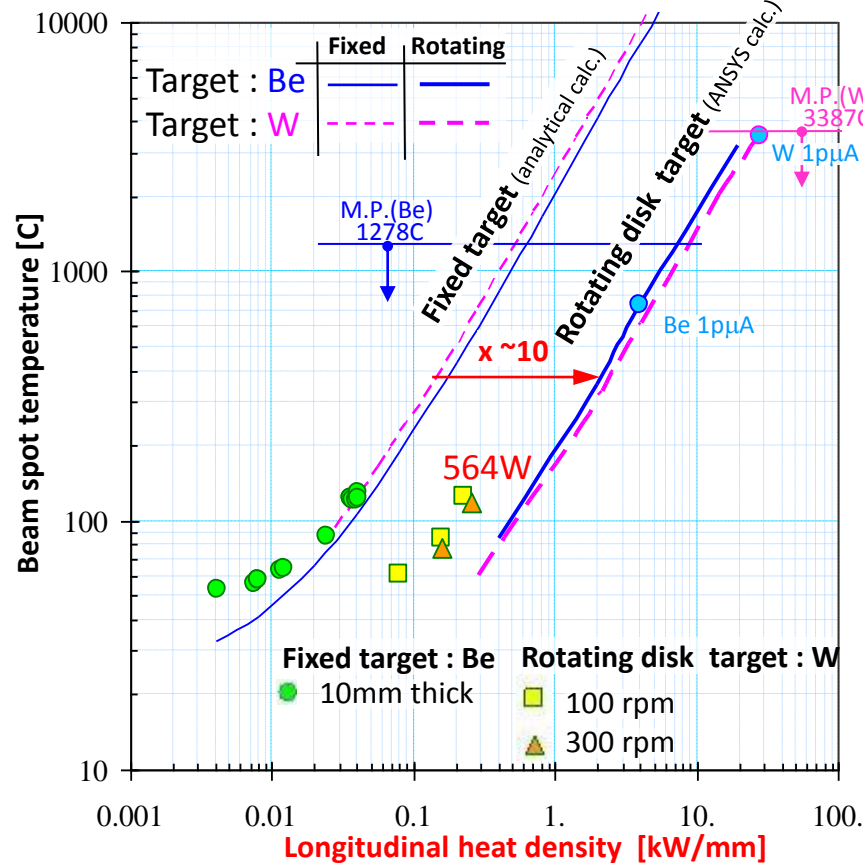 10000
1000
100
10
0.001
0.01
0.1
1.
10.
100.
Beam spot temperature [C]
Longitudinal heat density [kW/mm]
Fixed Rotating
Target : Be
Target : W
Fixed target (analytical calc.)
Rotating disk target (ANSYS calc.)
M.P.(W
3387C
W 1pμA
M.P.(Be)
1278C
Be 1pμA
x ~10
564W
Fixed target : Be
10mm thick
Rotating disk target : W
100 rpm
300 rpm